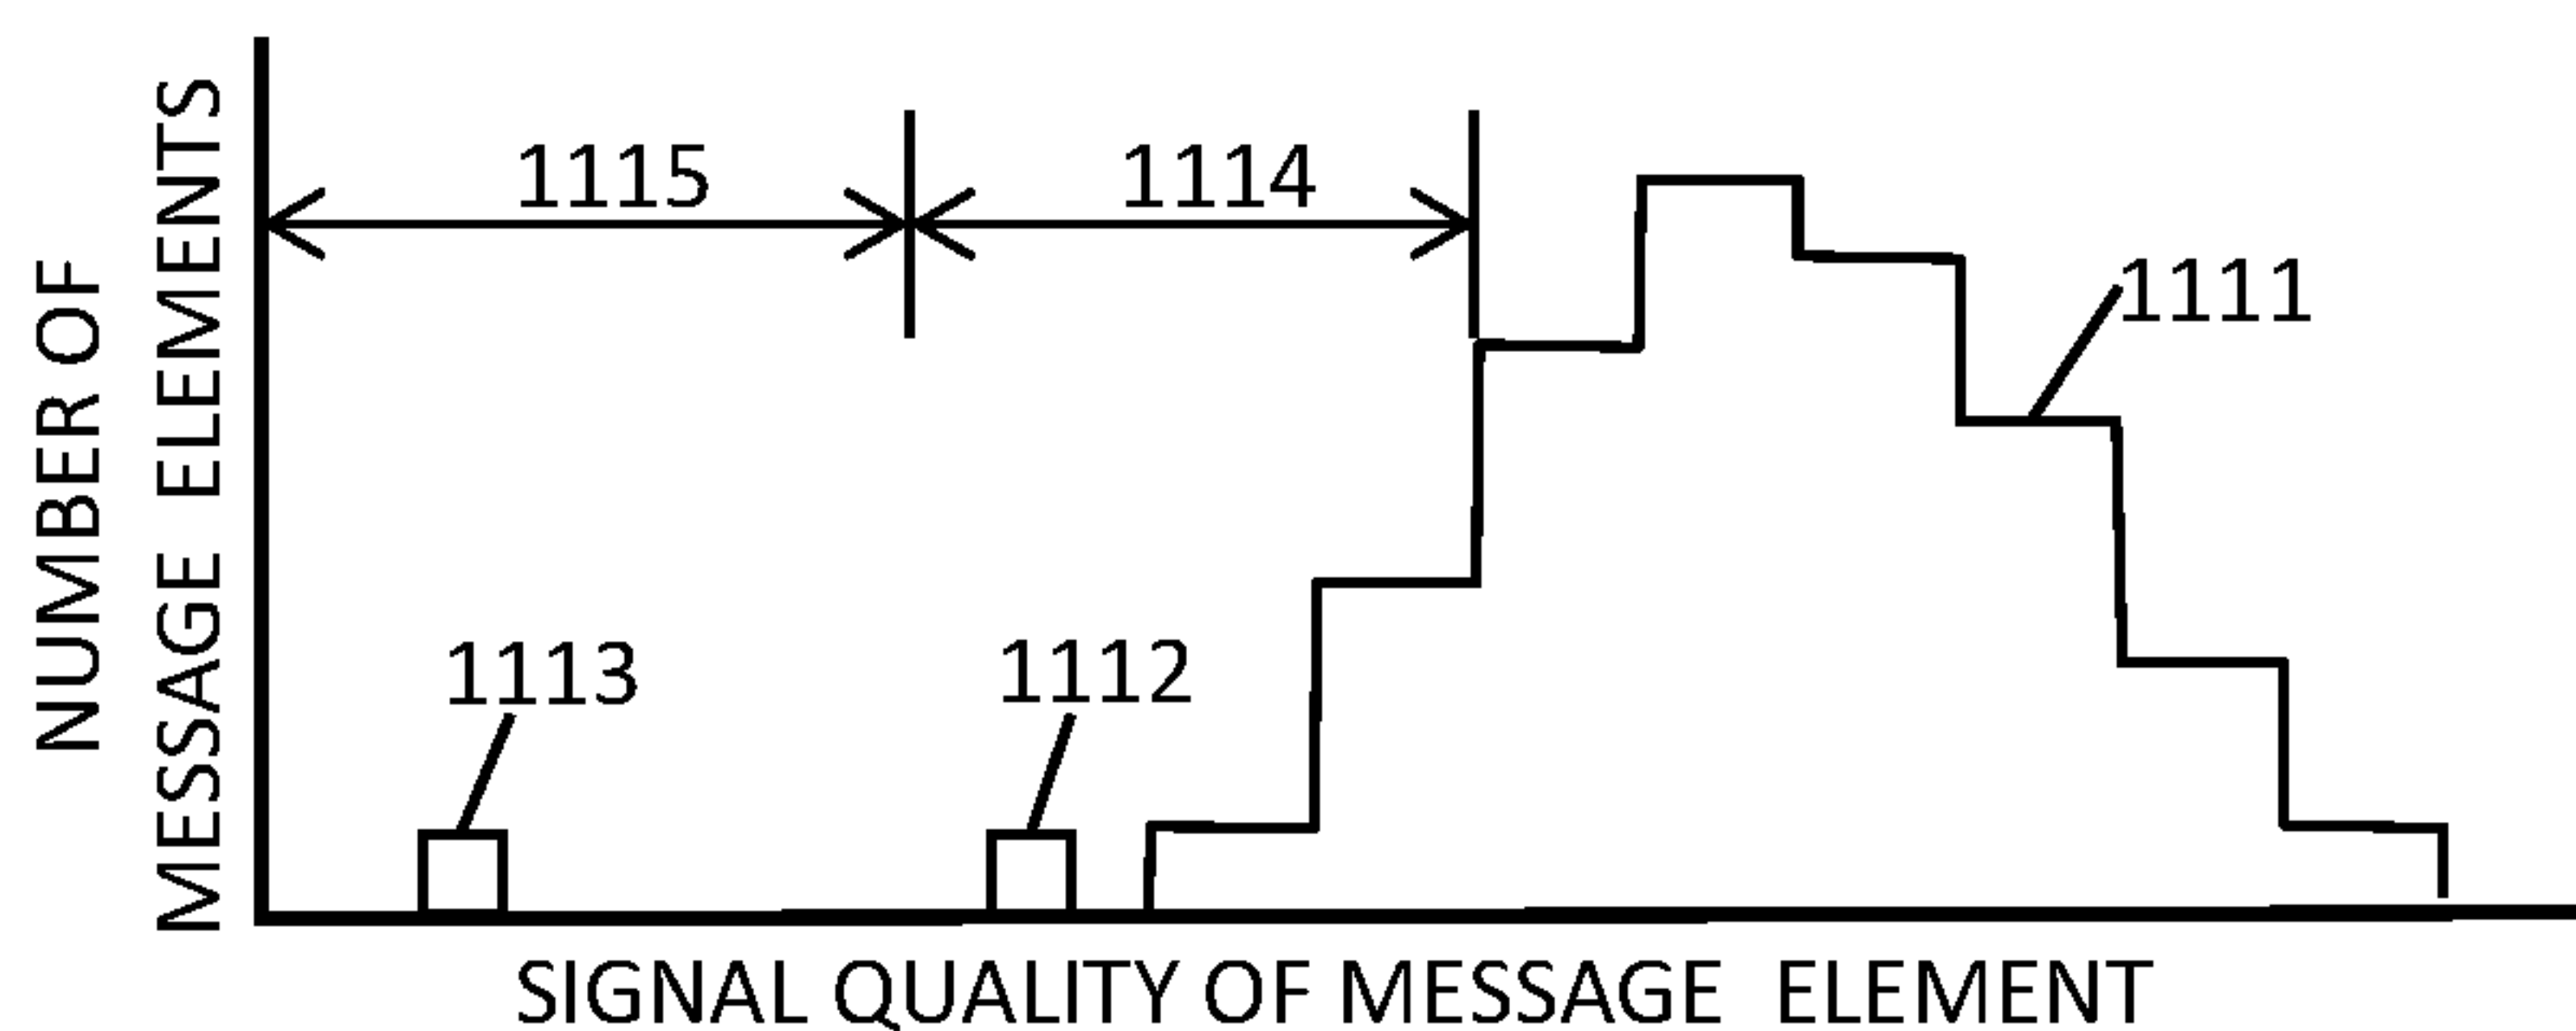 NUMBER OF
MESSAGE ELEMENTS
1115
1114
1111
1113
1112
SIGNAL QUALITY OF MESSAGE ELEMENT